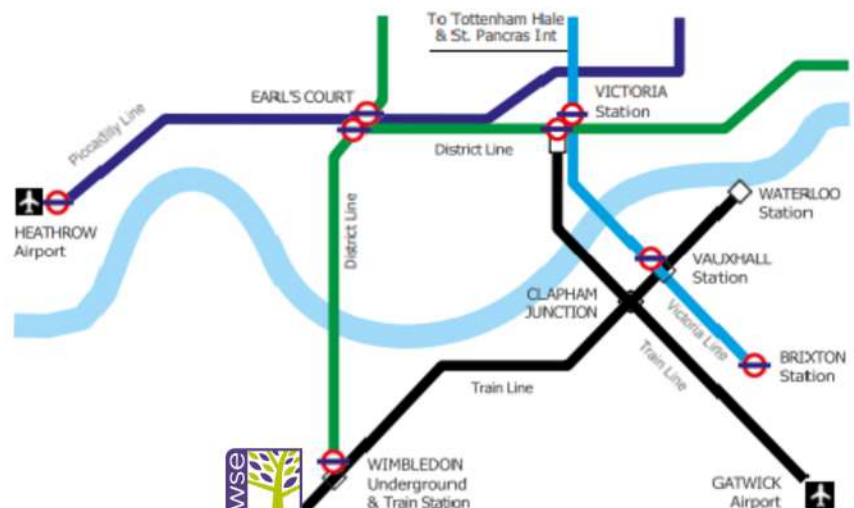 To Tottenham Hale
& St. Pancras Int
EARL'S COURT
VICTORIA
Station
Piccadilly Line
District Line
District Line
WATERLOO
Station
HEATHROW
Airport
VAUXHALL
Station
CLAPHAM
JUNCTION
Victoria Line
BRIXTON
Station
Train Line
Train Line
wse
WIMBLEDON
Underground
& Train Station
GATWICK
Airport